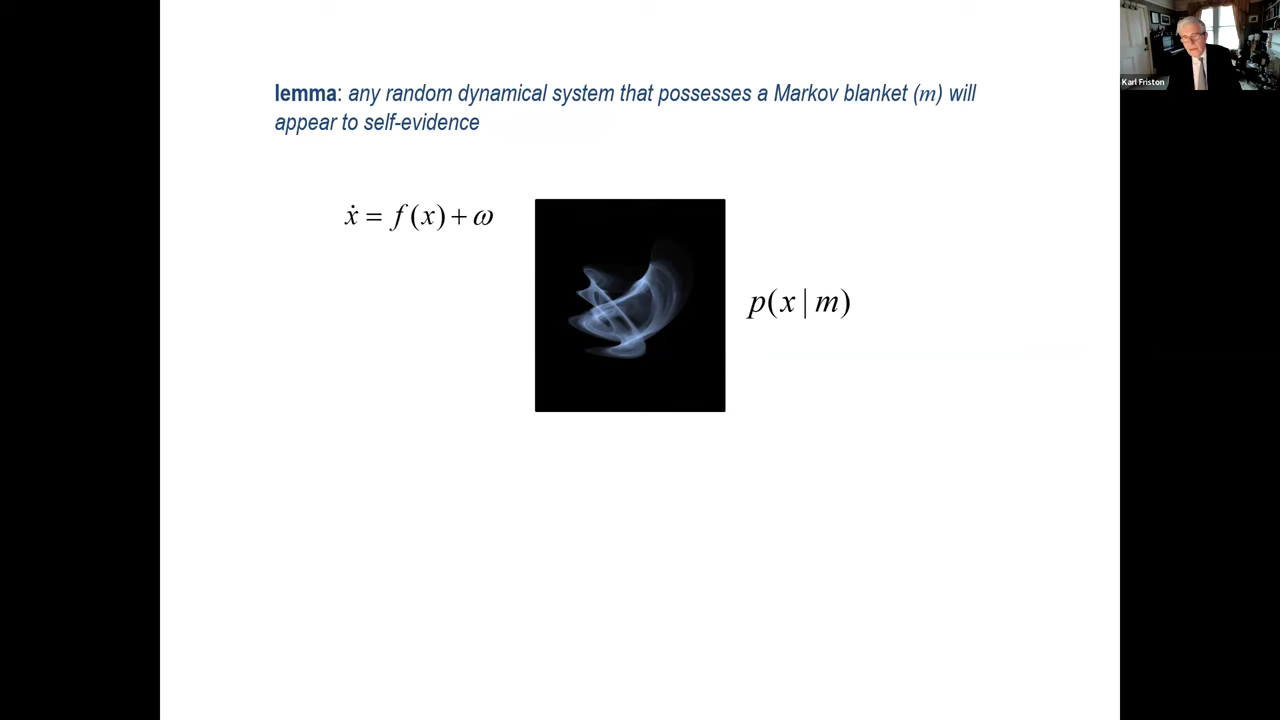 lemma: any random dynamical system that possesses a Markov blanket (m) will
appear to self-evidence
ẋ = f(x) + ω
p(x | m)
Karl Friston